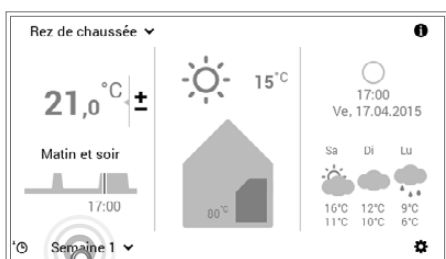 Rez de chaussée
21,0 °C ±
Matin et soir
17:00
Semaine 1
15°C
80°C
17:00
Ve, 17.04.2015
Sa Di Lu
16°C 12°C 9°C
11°C 10°C 6°C